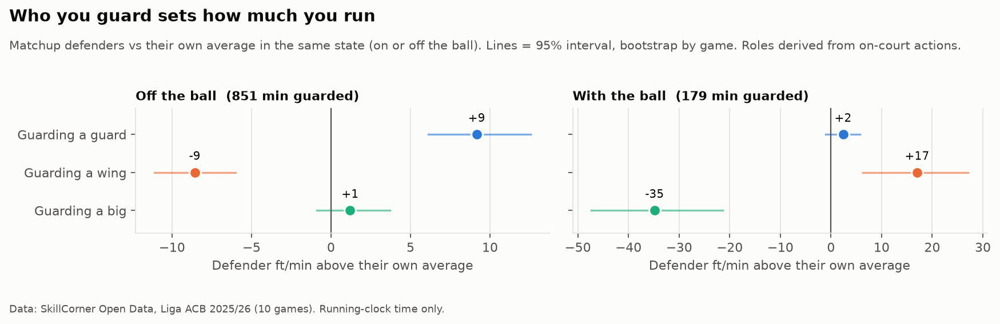 Who you guard sets how much you run
Matchup defenders vs their own average in the same state (on or off the ball). Lines = 95% interval, bootstrap by game. Roles derived from on-court actions.
Off the ball  (851 min guarded)
Guarding a guard
Guarding a wing
Guarding a big
+9
-9
+1
−10 −5 0 5 10
Defender ft/min above their own average
With the ball  (179 min guarded)
+2
+17
-35
−50 −40 −30 −20 −10 0 10 20 30
Defender ft/min above their own average
Data: SkillCorner Open Data, Liga ACB 2025/26 (10 games). Running-clock time only.